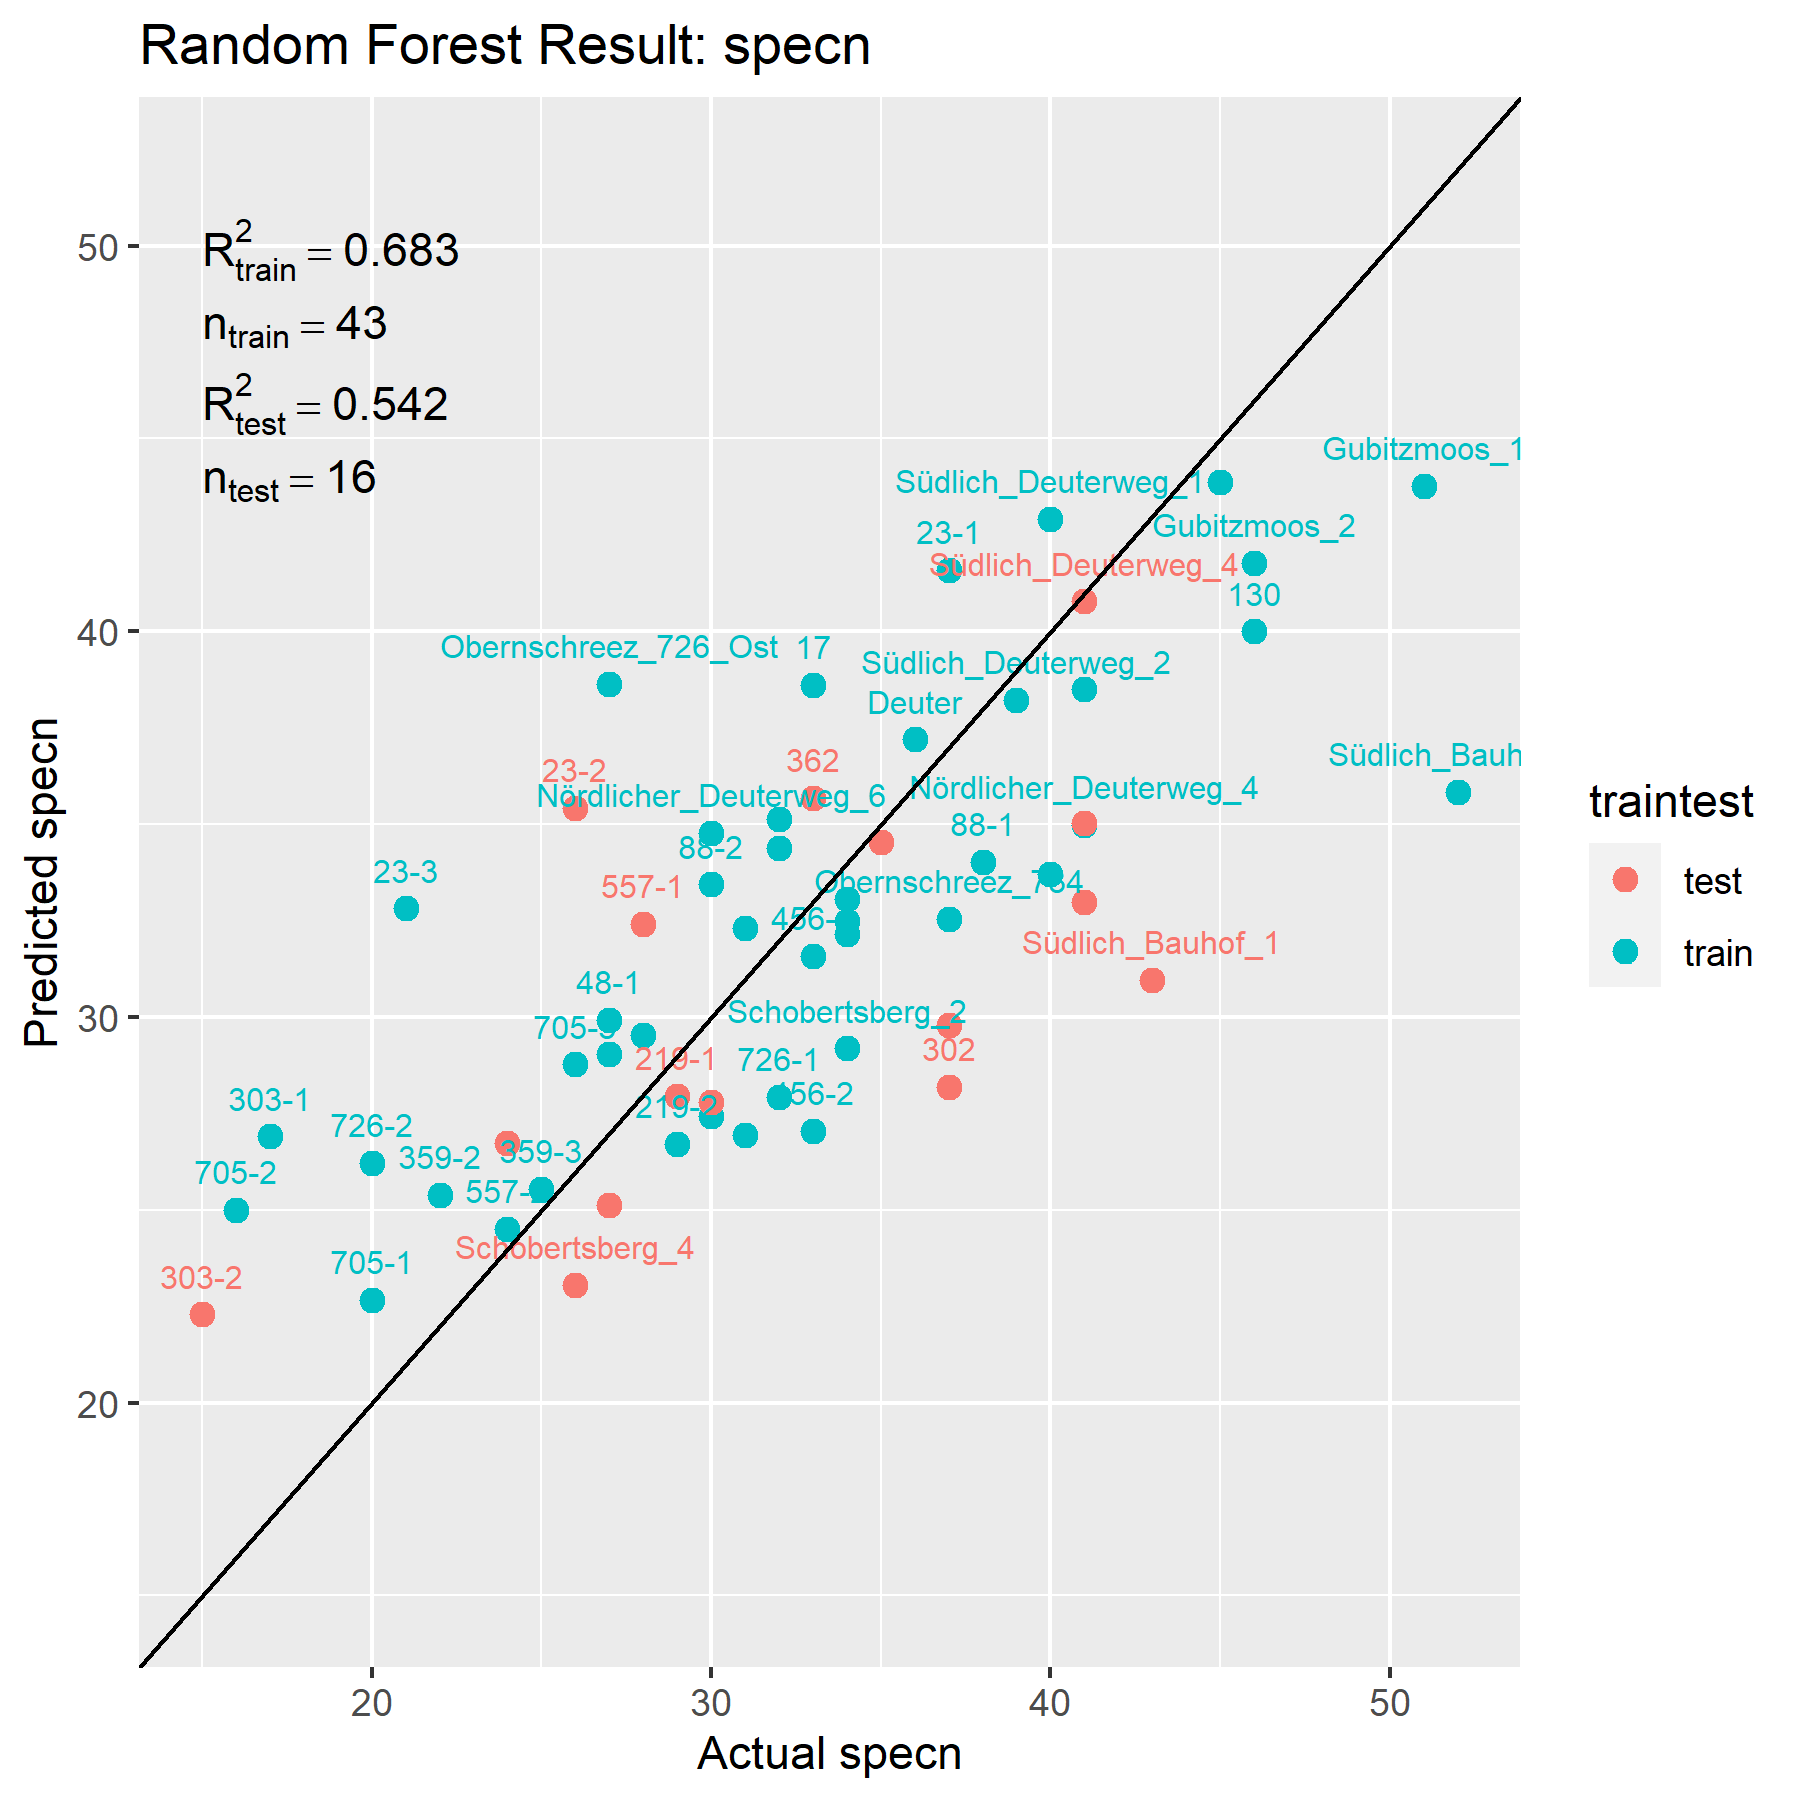 Random Forest Result: specn
R²train = 0.683
ntrain = 43
R²test = 0.542
ntest = 16
Gubitzmoos_1
Südlich_Deuterweg_1
Gubitzmoos_2
23-1
Südlich_Deuterweg_4
130
Obernschreez_726_Ost
17
Südlich_Deuterweg_2
Deuter
Südlich_Bauh
362
23-2
Nördlicher_Deuterweg_6
Nördlicher_Deuterweg_4
88-1
88-2
23-3
557-1
Obernschreez_764
456-
Südlich_Bauhof_1
48-1
Schobertsberg_2
705-3
302
219-1
726-1
456-2
303-1
219-2
726-2
359-2
359-3
705-2
557-
Schobertsberg_4
705-1
303-2
50
40
30
20
20
30
40
50
Actual specn
Predicted specn
traintest
test
train